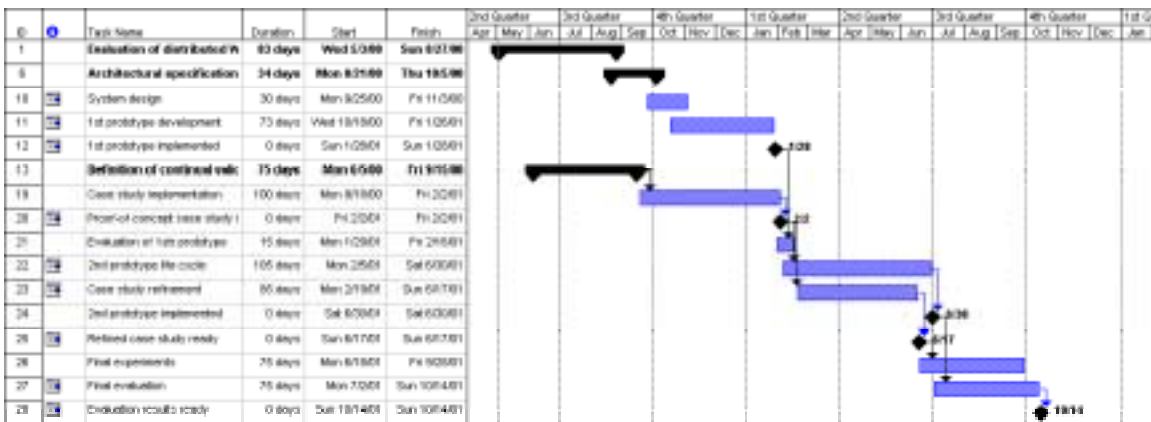 2nd Quarter 3rd Quarter 4th Quarter 1st Quarter 2nd Quarter 3rd Quarter 4th Quarter 1st Q
ID Task Name Duration Start Finish Apr May Jun Jul Aug Sep Oct Nov Dec Jan Feb Mar Apr May Jun Jul Aug Sep Oct Nov Dec Jan
1 Evaluation of distributed W 83 days Wed 5/3/00 Sun 8/27/00
6 Architectural specification 34 days Mon 8/21/00 Thu 10/5/00
10 System design 30 days Mon 9/25/00 Fri 11/3/00
11 1st prototype development 73 days Wed 10/18/00 Fri 1/26/01
12 1st prototype implemented 0 days Sun 1/28/01 Sun 1/28/01 1/28
13 Definition of continual valid 75 days Mon 6/5/00 Fri 9/15/00
19 Case study implementation 100 days Mon 9/18/00 Fri 2/2/01
20 Proof-of concept case study 0 days Fri 2/2/01 Fri 2/2/01 2/2
21 Evaluation of 1st prototype 15 days Mon 1/29/01 Fri 2/16/01
22 2nd prototype life cycle 105 days Mon 2/5/01 Sat 6/30/01
23 Case study refinement Mon 2/19/01 Sun 6/17/01
24 2nd prototype implemented 0 days Sat 6/30/01 Sat 6/30/01 6/30
25 Refined case study ready 0 days Sun 6/17/01 Sun 6/17/01 6/17
26 Final experiments 75 days Mon 6/18/01 Fri 9/28/01
27 Final evaluation 75 days Mon 7/2/01 Sun 10/14/01
28 Evaluation results ready 0 days Sun 10/14/01 Sun 10/14/01 10/14